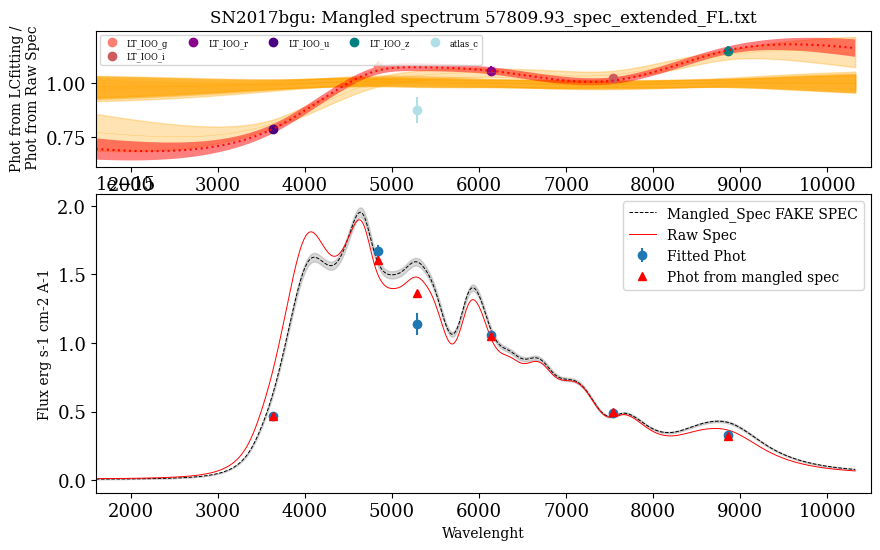 SN2017bgu: Mangled spectrum 57809.93_spec_extended_FL.txt
LT_IOO_g LT_IOO_r LT_IOO_u LT_IOO_z atlas_c
LT_IOO_i
Phot from LCfitting /
Phot from Raw Spec
1.00
0.75
2000 3000 4000 5000 6000 7000 8000 9000 10000
1e−15
Mangled_Spec FAKE SPEC
Raw Spec
Fitted Phot
Phot from mangled spec
Flux erg s-1 cm-2 A-1
2.0
1.5
1.0
0.5
0.0
2000 3000 4000 5000 6000 7000 8000 9000 10000
Wavelenght